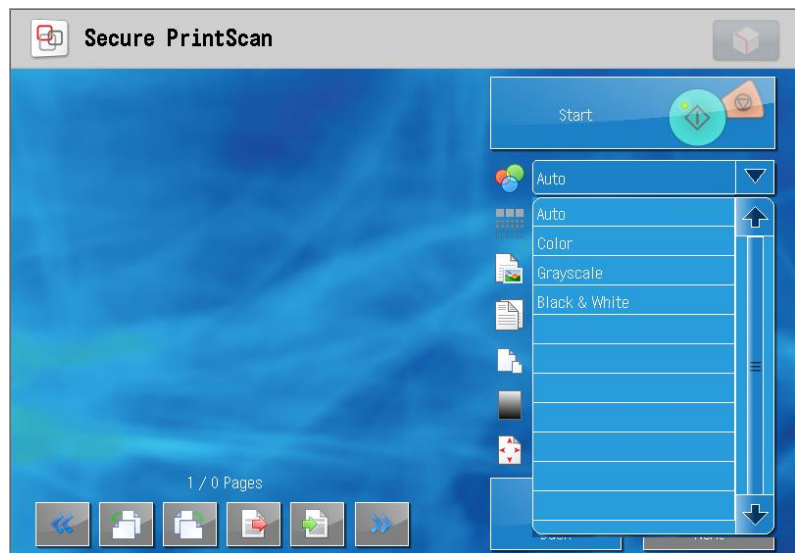 Secure PrintScan
Start
Auto
Auto
Color
Grayscale
Black & White
1 / 0 Pages